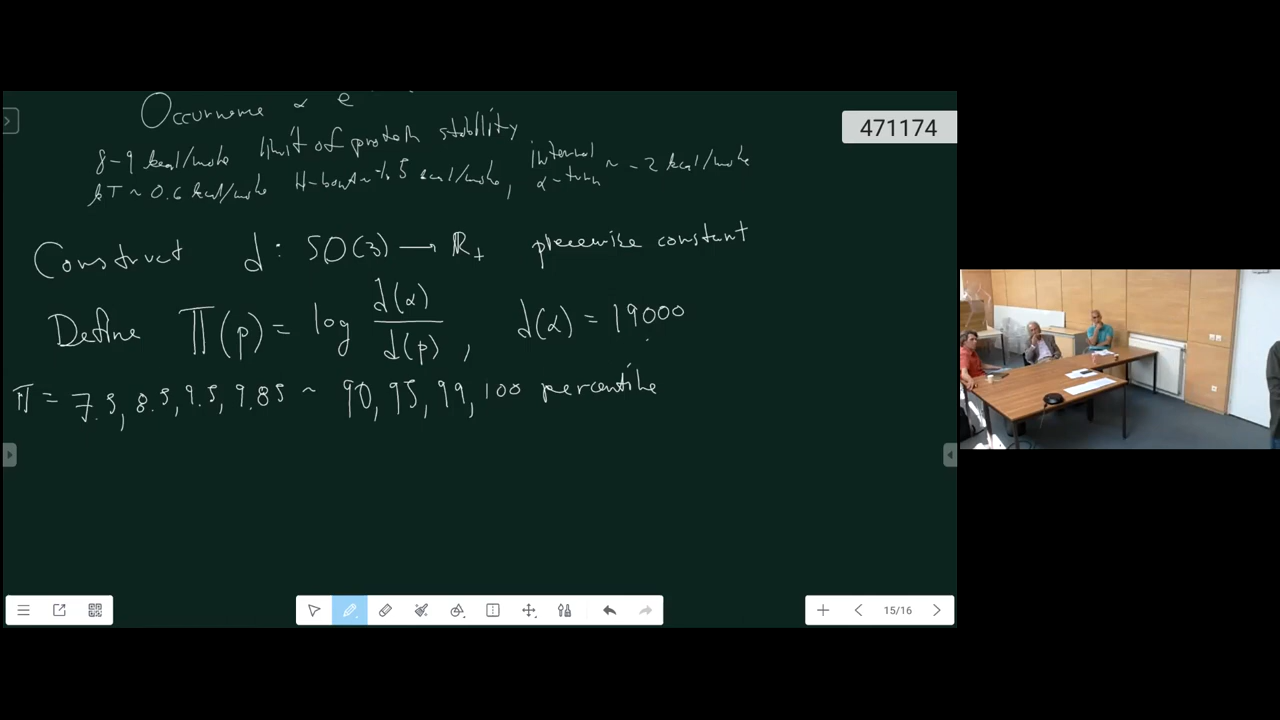 Occurrence α e
471174
8-9 kcal/mole limit of protein stability
kT ~ 0.6 kcal/mole H-bond ~ 5 kcal/mole, internal α-turn ~ -2 kcal/mole
Construct d : SO(3) → ℝ₊ piecewise constant
Define Π(p) = log d(α)/d(p), d(α) = 19000
Π = 7.5, 8.5, 9.5, 9.85 ~ 90, 95, 99, 100 percentile
15/16